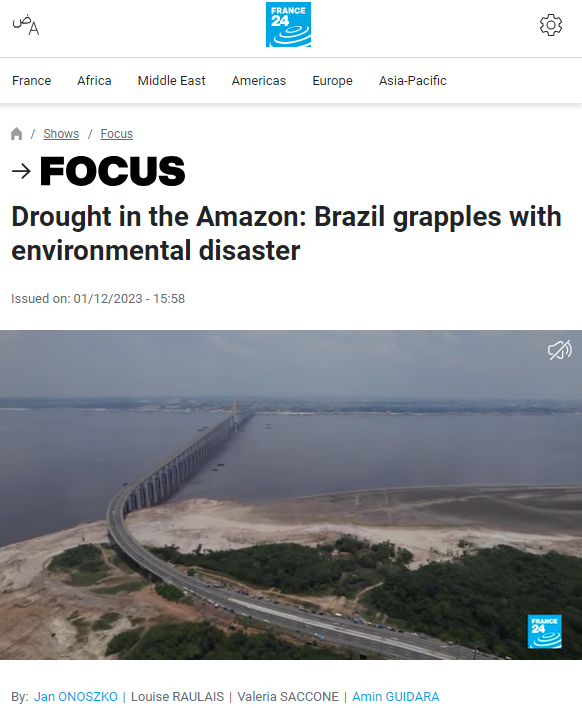 ض A
FRANCE
24
France Africa Middle East Americas Europe Asia-Pacific
/ Shows / Focus
→ FOCUS
Drought in the Amazon: Brazil grapples with
environmental disaster
Issued on: 01/12/2023 - 15:58
FRANCE
24
By: Jan ONOSZKO | Louise RAULAIS | Valeria SACCONE | Amin GUIDARA